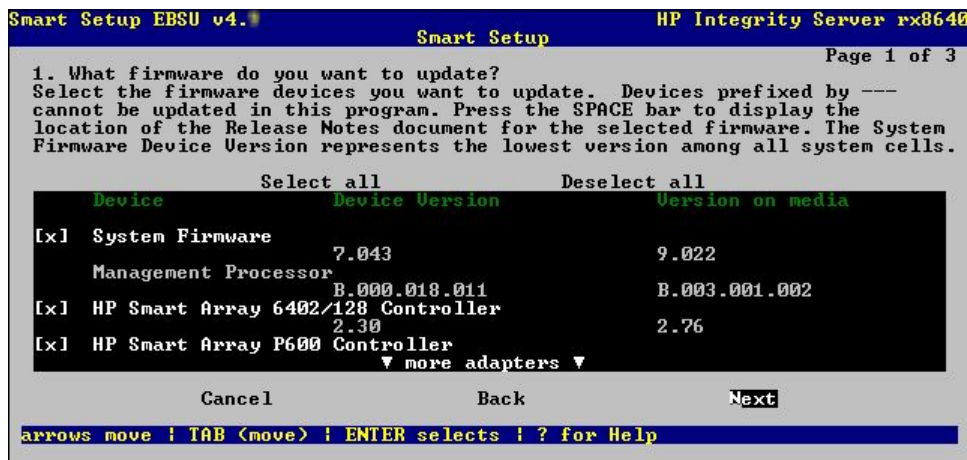 Smart Setup EBSU v4. HP Integrity Server rx8640
Smart Setup
Page 1 of 3
1. What firmware do you want to update?
Select the firmware devices you want to update. Devices prefixed by ---
cannot be updated in this program. Press the SPACE bar to display the
location of the Release Notes document for the selected firmware. The System
Firmware Device Version represents the lowest version among all system cells.
Select all Deselect all
Device Device Version Version on media
[x] System Firmware
7.043 9.022
Management Processor
B.000.018.011 B.003.001.002
[x] HP Smart Array 6402/128 Controller
2.30 2.76
[x] HP Smart Array P600 Controller
▼ more adapters ▼
Cancel Back Next
arrows move ¦ TAB (move) ¦ ENTER selects ¦ ? for Help